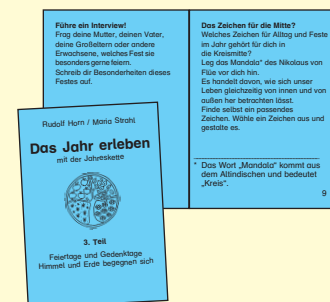 Führe ein Interview!
Frag deine Mutter, deinen Vater,
deine Großeltern oder andere
Erwachsene, welches Fest sie
besonders gerne feiern.
Schreib dir Besonderheiten dieses
Festes auf.
Das Zeichen für die Mitte?
Welches Zeichen für Alltag und Feste
im Jahr gehört für dich in
die Kreismitte?
Leg das Mandala* des Nikolaus von
Flüe vor dich hin.
Es handelt davon, wie sich unser
Leben gleichzeitig von innen und von
außen her betrachten lässt.
Finde selbst ein passendes
Zeichen. Wähle ein Zeichen aus und
gestalte es.
* Das Wort „Mandala“ kommt aus
dem Altindischen und bedeutet
„Kreis“.
9
Rudolf Horn / Maria Strahl
Das Jahr erleben
mit der Jahreskette
3. Teil
Feiertage und Gedenktage
Himmel und Erde begegnen sich